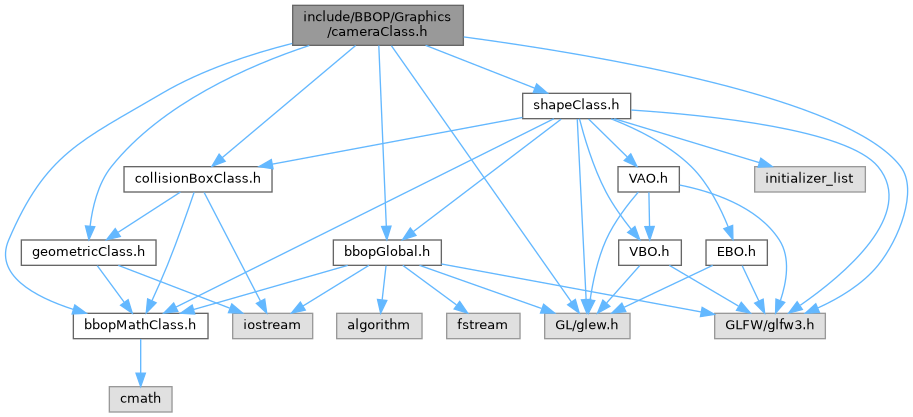 include/BBOP/Graphics
/cameraClass.h
shapeClass.h
collisionBoxClass.h
VAO.h
initializer_list
geometricClass.h
bbopGlobal.h
VBO.h
EBO.h
bbopMathClass.h
iostream
algorithm
fstream
GL/glew.h
GLFW/glfw3.h
cmath